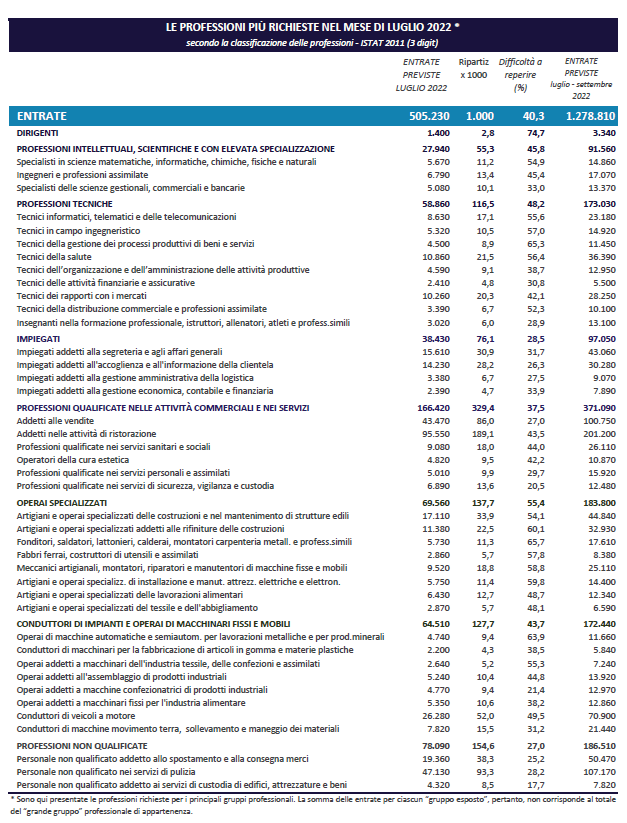 LE PROFESSIONI PIÙ RICHIESTE NEL MESE DI LUGLIO 2022 *
secondo la classificazione delle professioni - ISTAT 2011 (3 digit)
ENTRATE PREVISTE LUGLIO 2022 Ripartiz x 1000 Difficoltà a reperire (%) ENTRATE PREVISTE luglio - settembre 2022
ENTRATE 505.230 1.000 40,3 1.278.810
DIRIGENTI 1.400 2,8 74,7 3.340
PROFESSIONI INTELLETTUALI, SCIENTIFICHE E CON ELEVATA SPECIALIZZAZIONE 27.940 55,3 45,8 91.560
Specialisti in scienze matematiche, informatiche, chimiche, fisiche e naturali 5.670 11,2 54,9 14.860
Ingegneri e professioni assimilate 6.790 13,4 45,4 17.070
Specialisti delle scienze gestionali, commerciali e bancarie 5.080 10,1 33,0 13.370
PROFESSIONI TECNICHE 58.860 116,5 48,2 173.030
Tecnici informatici, telematici e delle telecomunicazioni 8.630 17,1 55,6 23.180
Tecnici in campo ingegneristico 5.320 10,5 57,0 14.920
Tecnici della gestione dei processi produttivi di beni e servizi 4.500 8,9 65,3 11.450
Tecnici della salute 10.860 21,5 56,4 36.390
Tecnici dell'organizzazione e dell'amministrazione delle attività produttive 4.590 9,1 38,7 12.950
Tecnici delle attività finanziarie e assicurative 2.410 4,8 30,8 5.500
Tecnici dei rapporti con i mercati 10.260 20,3 42,1 28.250
Tecnici della distribuzione commerciale e professioni assimilate 3.390 6,7 52,3 10.100
Insegnanti nella formazione professionale, istruttori, allenatori, atleti e profess.simili 3.020 6,0 28,9 13.100
IMPIEGATI 38.430 76,1 28,5 97.050
Impiegati addetti alla segreteria e agli affari generali 15.610 30,9 31,7 43.060
Impiegati addetti all'accoglienza e all'informazione della clientela 14.230 28,2 26,3 30.280
Impiegati addetti alla gestione amministrativa della logistica 3.380 6,7 27,5 9.070
Impiegati addetti alla gestione economica, contabile e finanziaria 2.390 4,7 33,9 7.890
PROFESSIONI QUALIFICATE NELLE ATTIVITÀ COMMERCIALI E NEI SERVIZI 166.420 329,4 37,5 371.090
Addetti alle vendite 43.470 86,0 27,0 100.750
Addetti nelle attività di ristorazione 95.550 189,1 43,5 201.200
Professioni qualificate nei servizi sanitari e sociali 9.080 18,0 44,0 26.110
Operatori della cura estetica 4.820 9,5 42,2 10.870
Professioni qualificate nei servizi personali e assimilati 5.010 9,9 29,7 15.920
Professioni qualificate nei servizi di sicurezza, vigilanza e custodia 6.890 13,6 20,5 12.480
OPERAI SPECIALIZZATI 69.560 137,7 55,4 183.800
Artigiani e operai specializzati delle costruzioni e nel mantenimento di strutture edili 17.110 33,9 54,1 44.840
Artigiani e operai specializzati addetti alle rifiniture delle costruzioni 11.380 22,5 60,1 32.930
Fonditori, saldatori, lattonieri, calderai, montatori carpenteria metall. e profess.simili 5.730 11,3 65,7 17.610
Fabbri ferrai, costruttori di utensili e assimilati 2.860 5,7 57,8 8.380
Meccanici artigianali, montatori, riparatori e manutentori di macchine fisse e mobili 9.520 18,8 58,8 25.110
Artigiani e operai specializz. di installazione e manut. attrezz. elettriche e elettron. 5.750 11,4 59,8 14.400
Artigiani e operai specializzati delle lavorazioni alimentari 6.430 12,7 48,7 12.340
Artigiani e operai specializzati del tessile e dell'abbigliamento 2.870 5,7 48,1 6.590
CONDUTTORI DI IMPIANTI E OPERAI DI MACCHINARI FISSI E MOBILI 64.510 127,7 43,7 172.440
Operai di macchine automatiche e semiautom. per lavorazioni metalliche e per prod.minerali 4.740 9,4 63,9 11.660
Conduttori di macchinari per la fabbricazione di articoli in gomma e materie plastiche 2.200 4,3 38,5 5.840
Operai addetti a macchinari dell'industria tessile, delle confezioni e assimilati 2.640 5,2 55,3 7.240
Operai addetti all'assemblaggio di prodotti industriali 5.240 10,4 44,8 13.920
Operai addetti a macchine confezionatrici di prodotti industriali 4.770 9,4 21,4 12.970
Operai addetti a macchinari fissi per l'industria alimentare 5.350 10,6 38,2 12.860
Conduttori di veicoli a motore 26.280 52,0 49,5 70.900
Conduttori di macchine movimento terra, sollevamento e maneggio dei materiali 7.820 15,5 31,2 21.440
PROFESSIONI NON QUALIFICATE 78.090 154,6 27,0 186.510
Personale non qualificato addetto allo spostamento e alla consegna merci 19.360 38,3 25,2 50.470
Personale non qualificato nei servizi di pulizia 47.130 93,3 28,2 107.170
Personale non qualificato addetto ai servizi di custodia di edifici, attrezzature e beni 4.320 8,5 17,7 7.820
* Sono qui presentate le professioni richieste per i principali gruppi professionali. La somma delle entrate per ciascun "gruppo esposto", pertanto, non corrisponde al totale
del "grande gruppo" professionale di appartenenza.